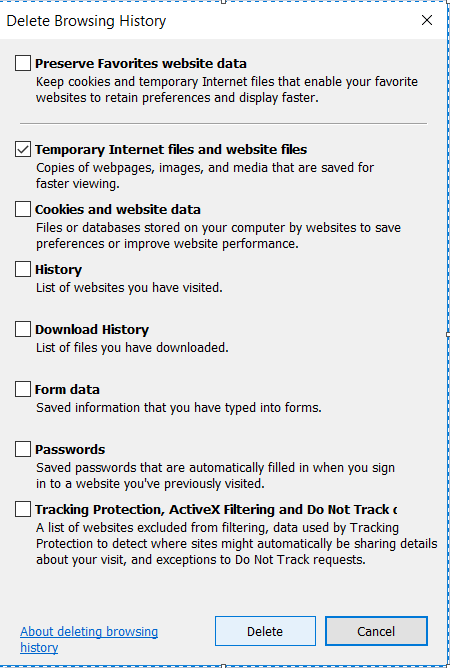 Delete Browsing History
Preserve Favorites website data
Keep cookies and temporary Internet files that enable your favorite
websites to retain preferences and display faster.
Temporary Internet files and website files
Copies of webpages, images, and media that are saved for
faster viewing.
Cookies and website data
Files or databases stored on your computer by websites to save
preferences or improve website performance.
History
List of websites you have visited.
Download History
List of files you have downloaded.
Form data
Saved information that you have typed into forms.
Passwords
Saved passwords that are automatically filled in when you sign
in to a website you've previously visited.
Tracking Protection, ActiveX Filtering and Do Not Track
A list of websites excluded from filtering, data used by Tracking
Protection to detect where sites might automatically be sharing details
about your visit, and exceptions to Do Not Track requests.
About deleting browsing
history
Delete
Cancel